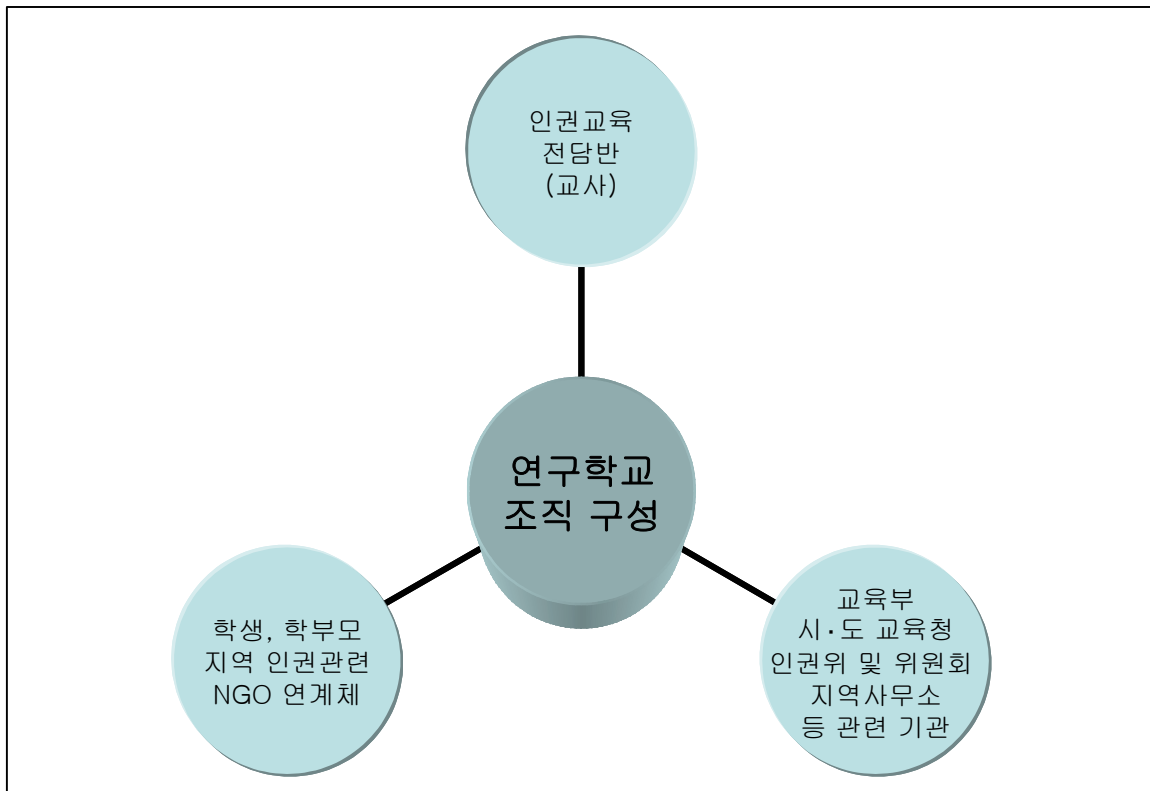 인권교육
전담반
(교사)
연구학교
조직 구성
학생, 학부모
지역 인권관련
NGO 연계체
교육부
시·도 교육청
인권위 및 위원회
지역사무소
등 관련 기관